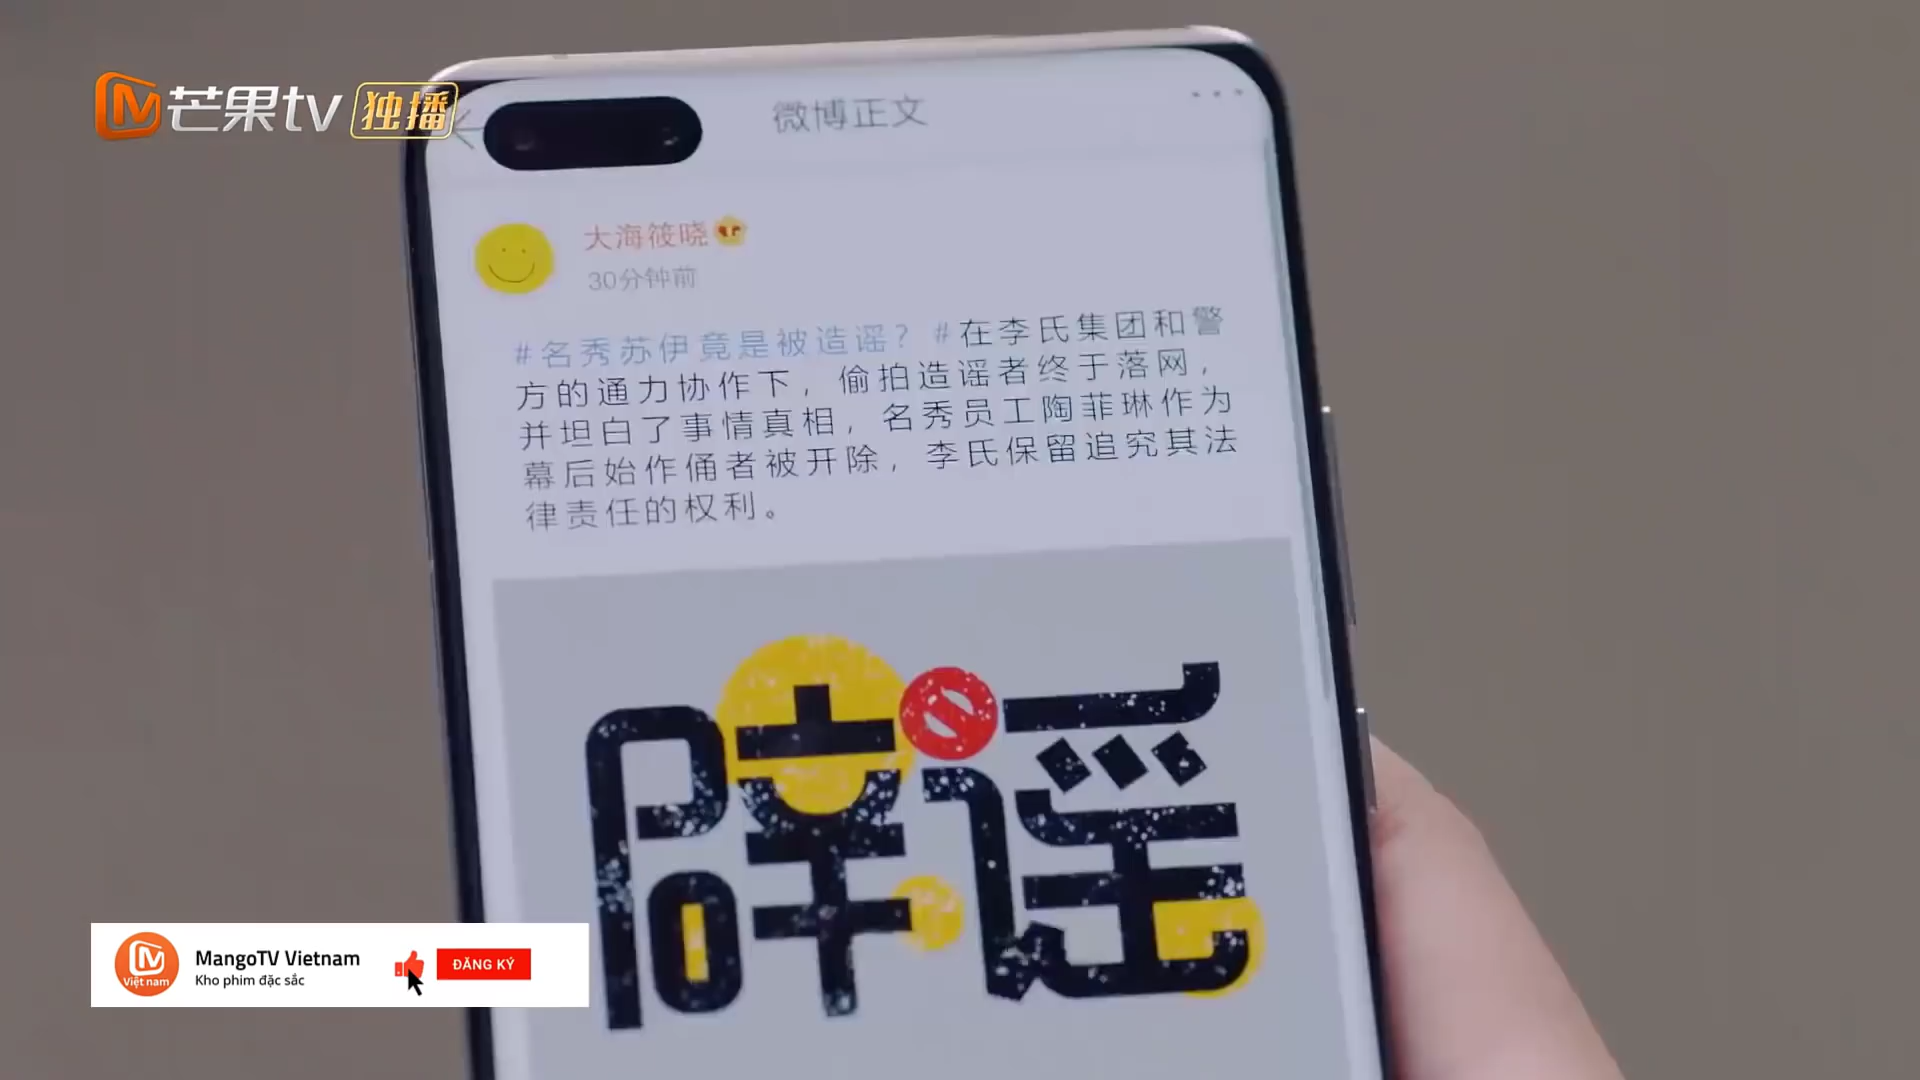 芒果tv 独播
微博正文
大海筱晓
30分钟前
#名秀苏伊竟是被造谣？#在李氏集团和警
方的通力协作下，偷拍造谣者终于落网，
并坦白了事情真相，名秀员工陶菲琳作为
幕后始作俑者被开除，李氏保留追究其法
律责任的权利。
辟谣
MangoTV Vietnam
Kho phim đặc sắc
Việt nam
ĐĂNG KÝ